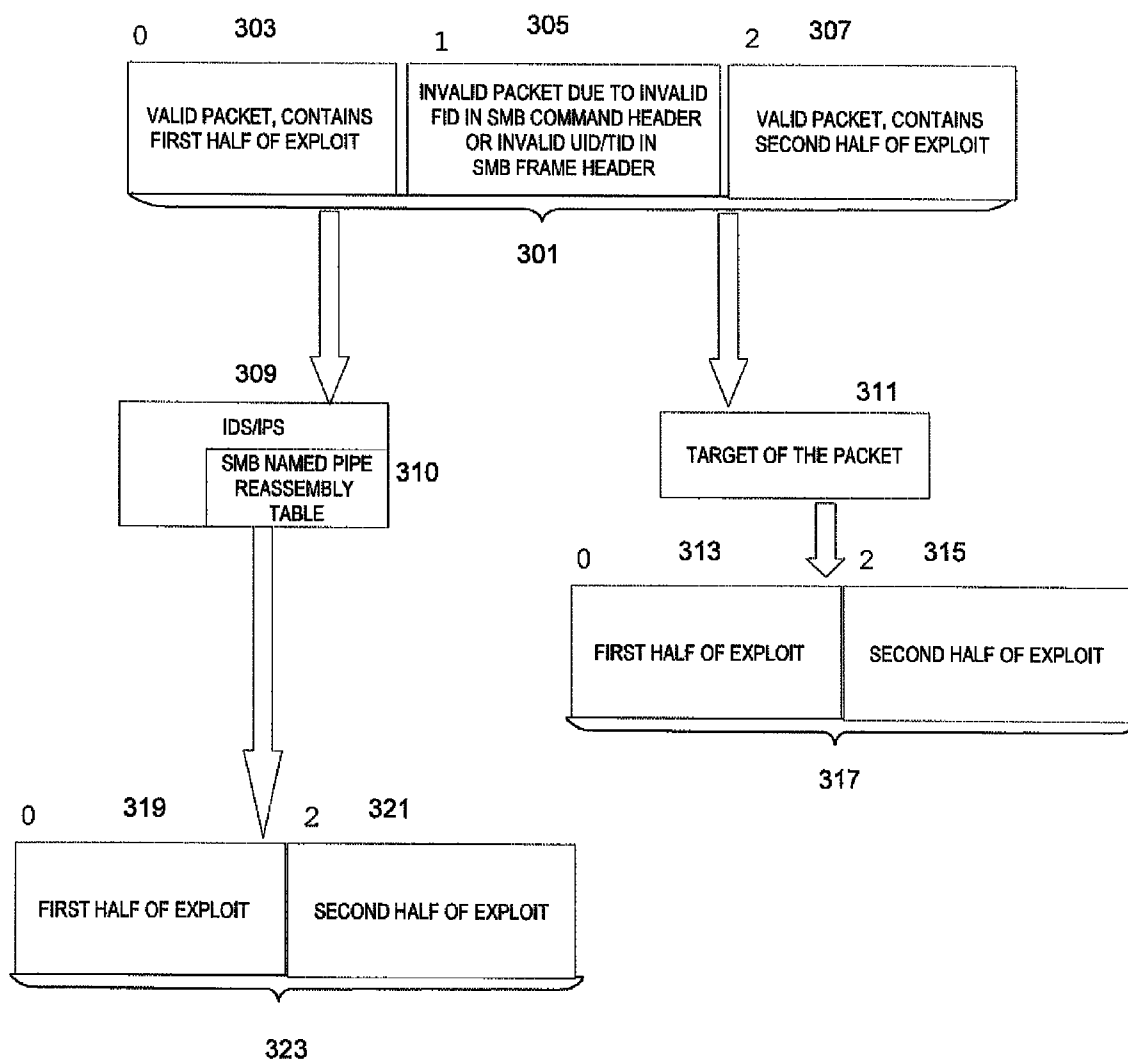 0 303 1 305 2 307
VALID PACKET, CONTAINS
FIRST HALF OF EXPLOIT
INVALID PACKET DUE TO INVALID
FID IN SMB COMMAND HEADER
OR INVALID UID/TID IN
SMB FRAME HEADER
VALID PACKET, CONTAINS
SECOND HALF OF EXPLOIT
301
309
IDS/IPS
SMB NAMED PIPE
REASSEMBLY
TABLE
310
311
TARGET OF THE PACKET
0 313 2 315
FIRST HALF OF EXPLOIT
SECOND HALF OF EXPLOIT
317
0 319 2 321
FIRST HALF OF EXPLOIT
SECOND HALF OF EXPLOIT
323